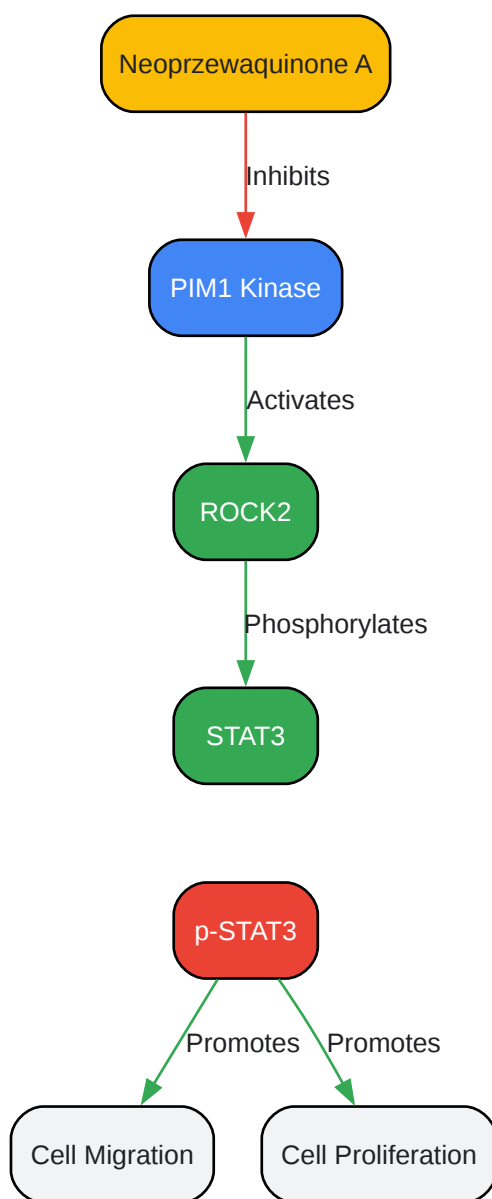 Neoprzewaquinone A
Inhibits
PIM1 Kinase
Activates
ROCK2
Phosphorylates
STAT3
p-STAT3
Promotes Promotes
Cell Migration Cell Proliferation